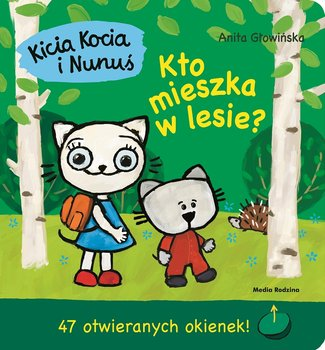 Kicia Kocia
i Nunuś
Anita Głowińska
Kto
mieszka
w lesie?
Media Rodzina
47 otwieranych okienek!